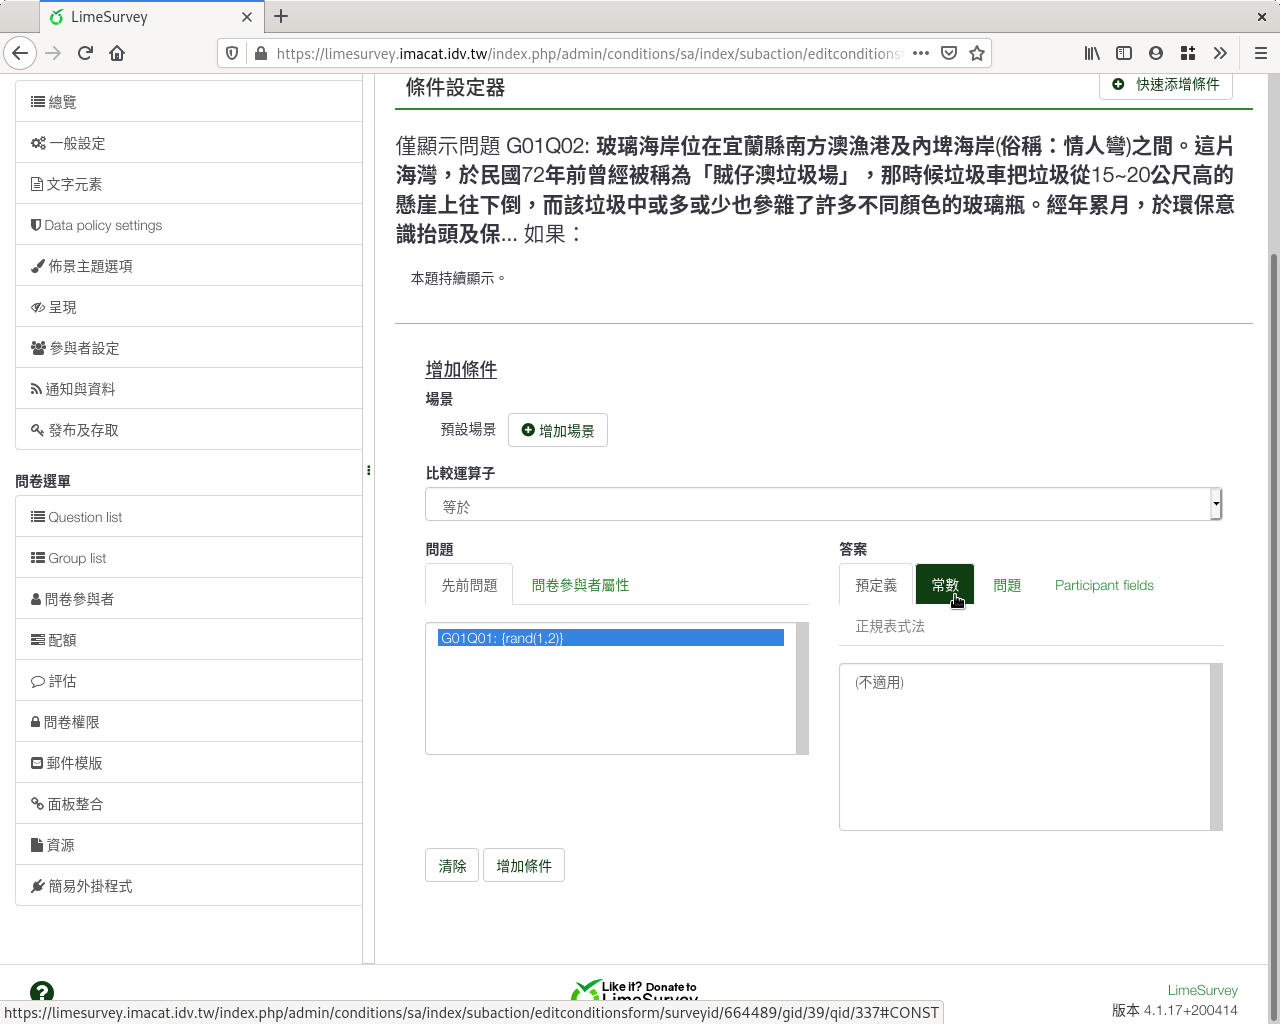 LimeSurvey
https://limesurvey.imacat.idv.tw/index.php/admin/conditions/sa/index/subaction/editconditionsf
總覽
一般設定
文字元素
Data policy settings
佈景主題選項
呈現
參與者設定
通知與資料
發布及存取
問卷選單
Question list
Group list
問卷參與者
配額
評估
問卷權限
郵件模版
面板整合
資源
簡易外掛程式
條件設定器
快速添增條件
僅顯示問題 G01Q02: 玻璃海岸位在宜蘭縣南方澳漁港及內埤海岸(俗稱：情人彎)之間。這片
海灣，於民國72年前曾經被稱為「賊仔澳垃圾場」，那時候垃圾車把垃圾從15~20公尺高的
懸崖上往下倒，而該垃圾中或多或少也參雜了許多不同顏色的玻璃瓶。經年累月，於環保意
識抬頭及保... 如果：
本題持續顯示。
增加條件
場景
預設場景
增加場景
比較運算子
等於
問題
先前問題
問卷參與者屬性
G01Q01: {rand(1,2)}
答案
預定義
常數
問題
Participant fields
正規表式法
(不適用)
清除
增加條件
Like it? Donate to
LimeSurvey
LimeSurvey
版本 4.1.17+200414
https://limesurvey.imacat.idv.tw/index.php/admin/conditions/sa/index/subaction/editconditionsform/surveyid/664489/gid/39/qid/337#CONST